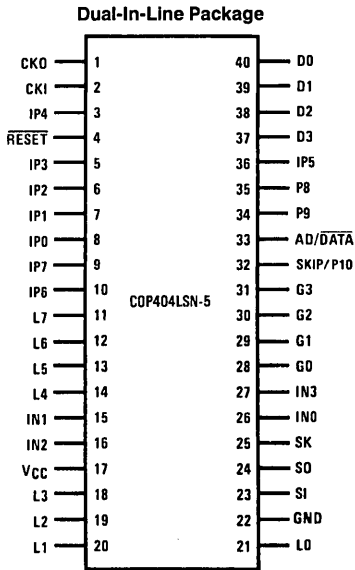 Dual-In-Line Package
CKO 1 40 D0
CKI 2 39 D1
IP4 3 38 D2
RESET 4 37 D3
IP3 5 36 IP5
IP2 6 35 P8
IP1 7 34 P9
IP0 8 33 AD/DATA
IP7 9 32 SKIP/P10
IP6 10 31 G3
COP404LSN-5
L7 11 30 G2
L6 12 29 G1
L5 13 28 G0
L4 14 27 IN3
IN1 15 26 IN0
IN2 16 25 SK
VCC 17 24 SO
L3 18 23 SI
L2 19 22 GND
L1 20 21 L0